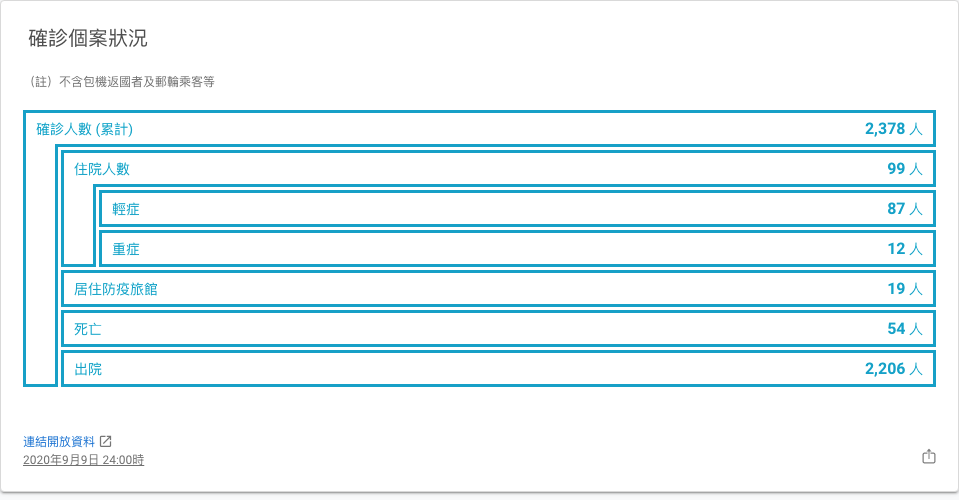 確診個案狀況
（註）不含包機返國者及郵輪乘客等
確診人數 (累計) 2,378 人
住院人數 99 人
輕症 87 人
重症 12 人
居住防疫旅館 19 人
死亡 54 人
出院 2,206 人
連結開放資料
2020年9月9日 24:00時